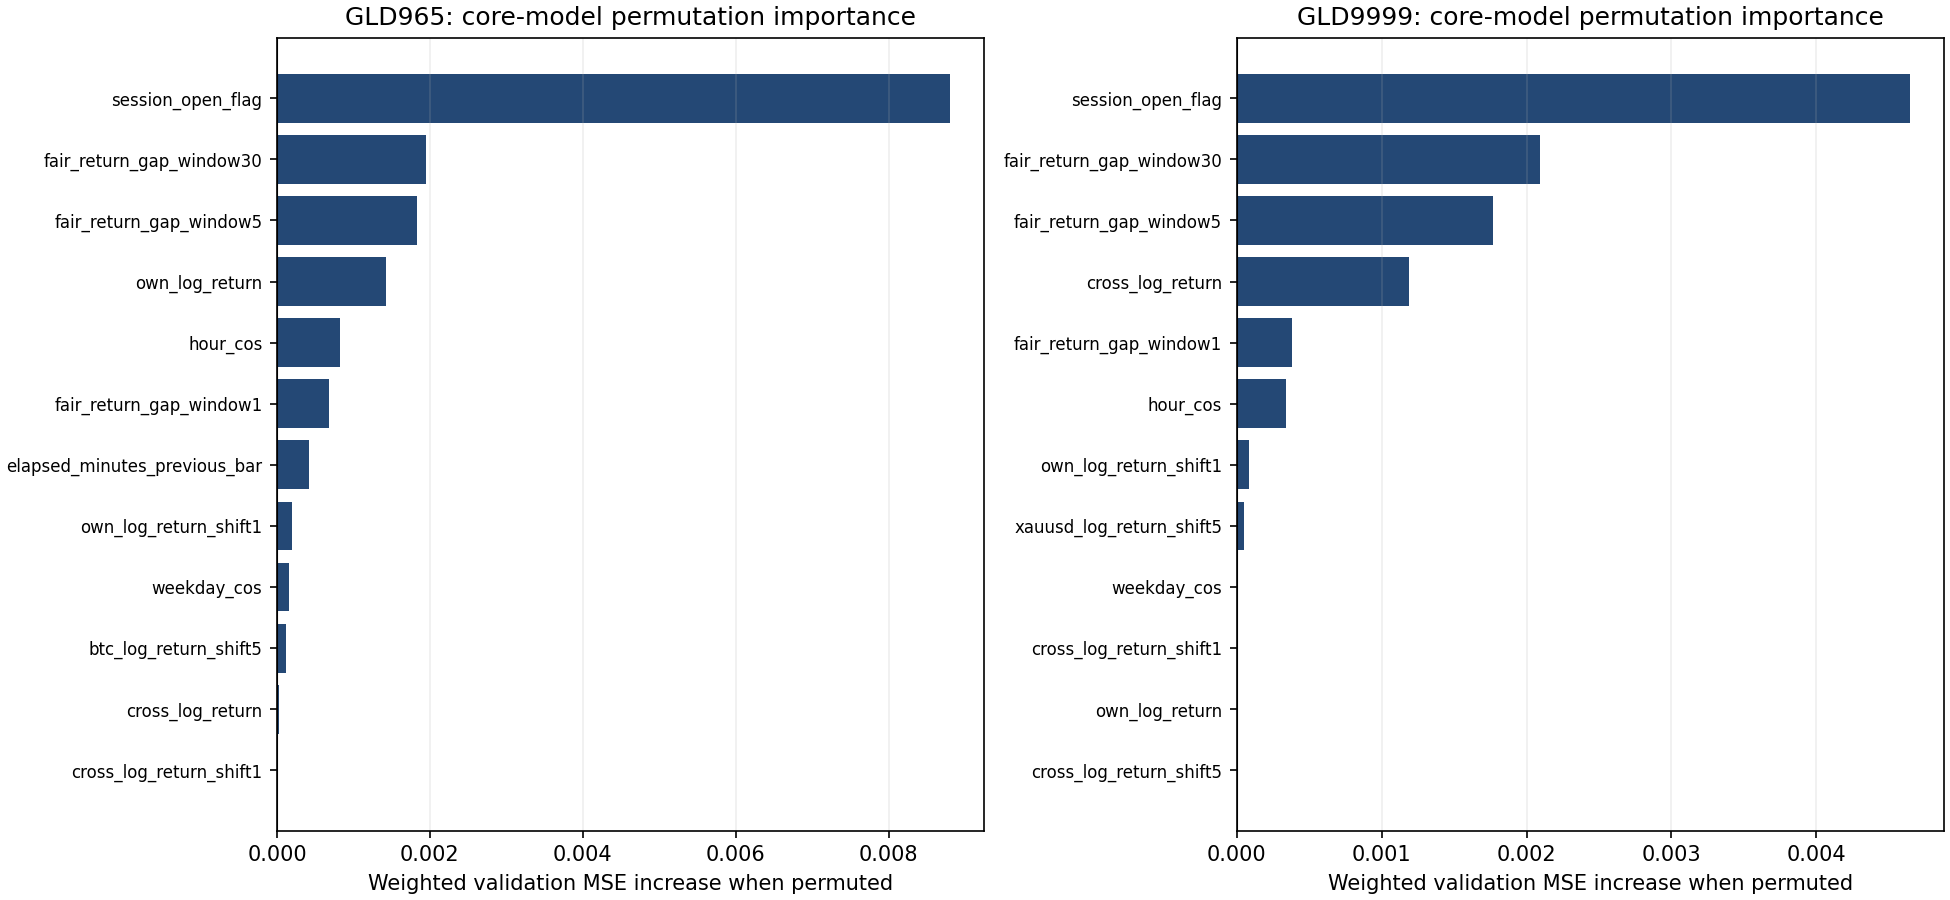 GLD965: core-model permutation importance
session_open_flag
fair_return_gap_window30
fair_return_gap_window5
own_log_return
hour_cos
fair_return_gap_window1
elapsed_minutes_previous_bar
own_log_return_shift1
weekday_cos
btc_log_return_shift5
cross_log_return
cross_log_return_shift1
0.000 0.002 0.004 0.006 0.008
Weighted validation MSE increase when permuted
GLD9999: core-model permutation importance
session_open_flag
fair_return_gap_window30
fair_return_gap_window5
cross_log_return
fair_return_gap_window1
hour_cos
own_log_return_shift1
xauusd_log_return_shift5
weekday_cos
cross_log_return_shift1
own_log_return
cross_log_return_shift5
0.000 0.001 0.002 0.003 0.004
Weighted validation MSE increase when permuted